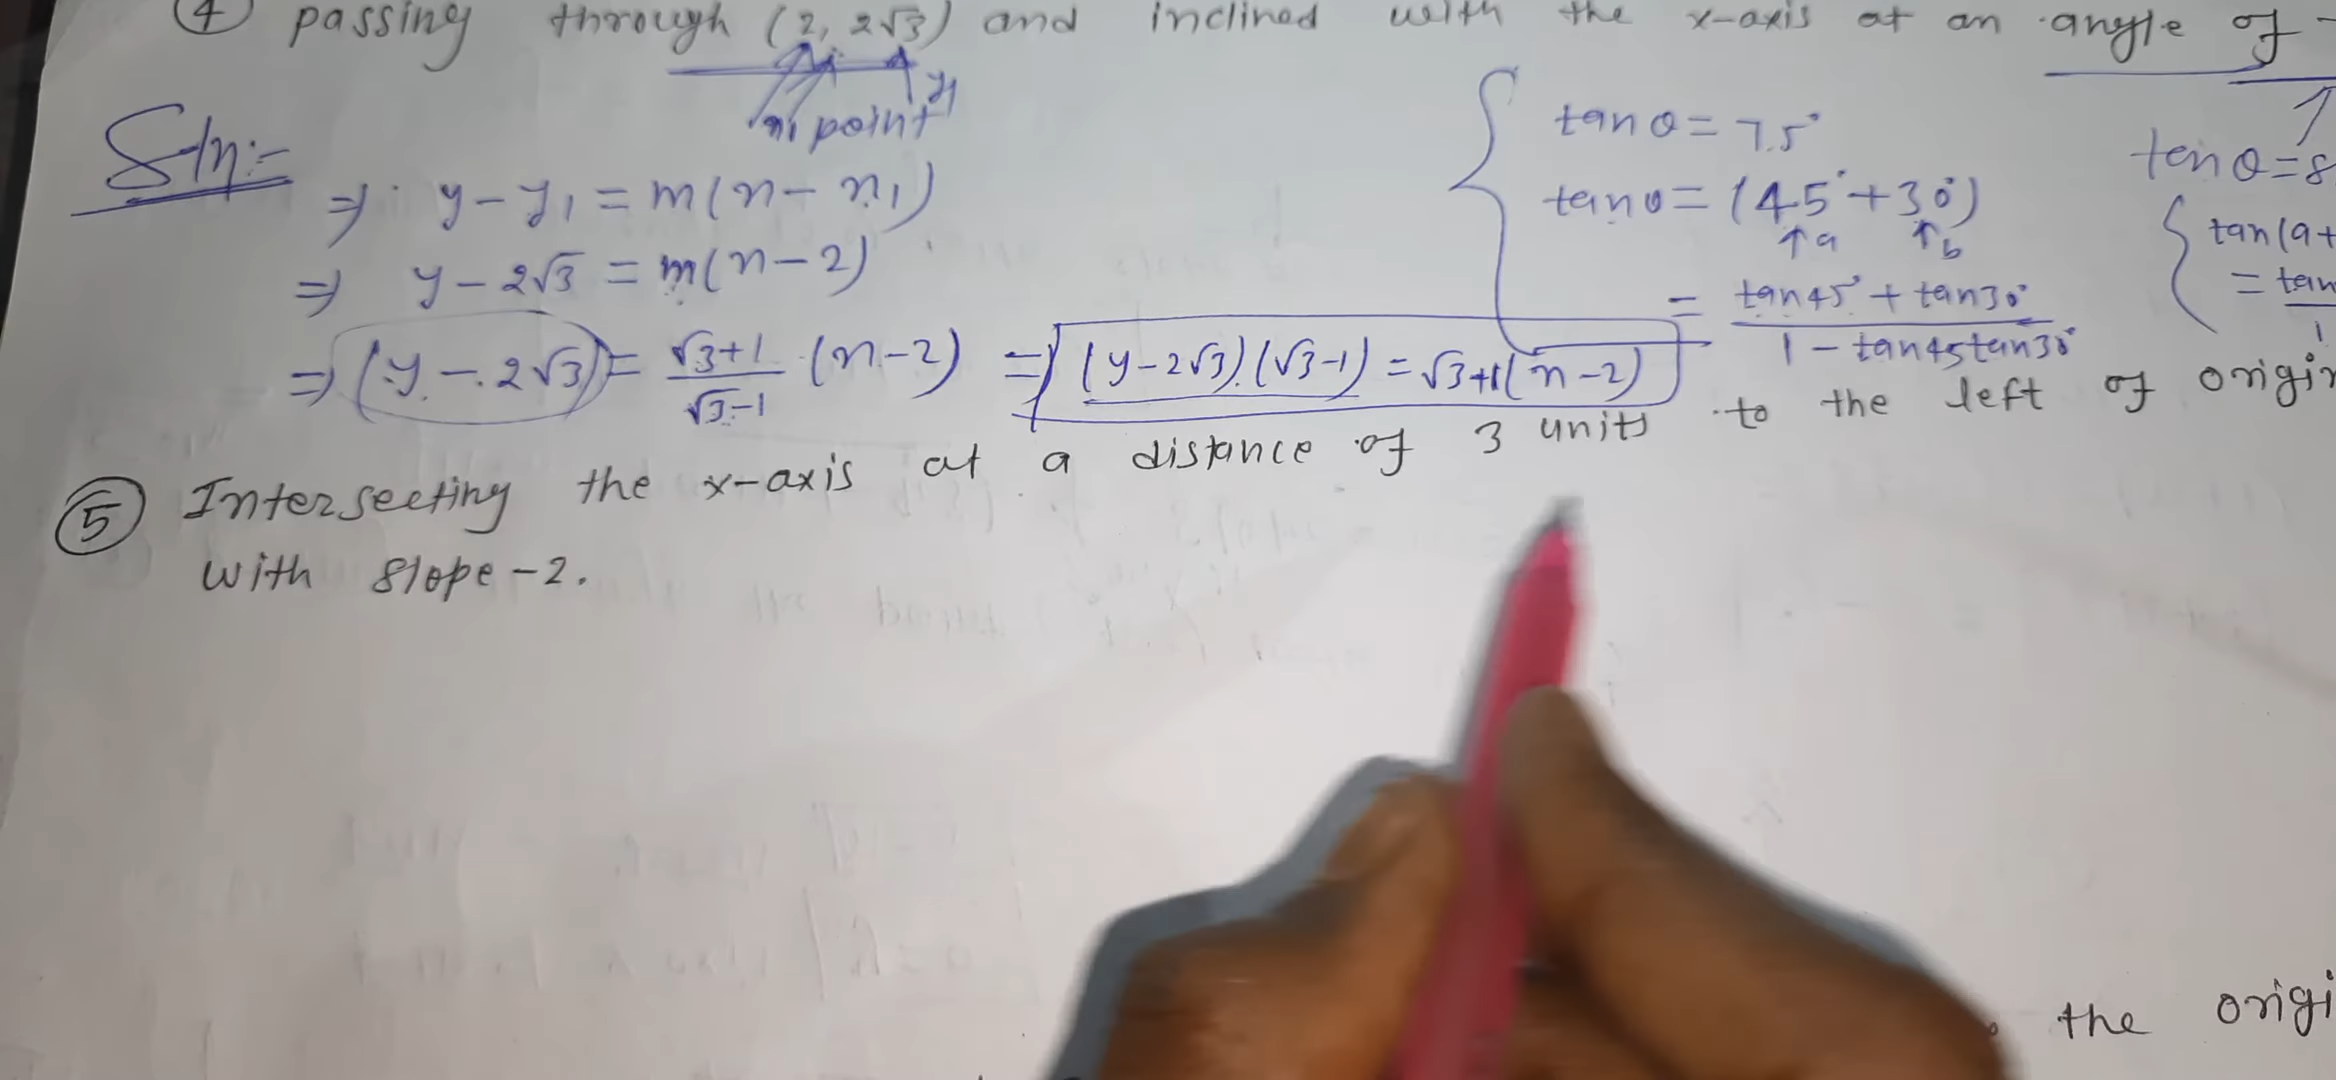 4 passing through (2, 2√3) and inclined with the x-axis at an angle of
x1 point y1
Soln:-
⇒ y - y1 = m(x - x1)
⇒ y - 2√3 = m(x - 2)
⇒ (y - 2√3) = √3+1/√3-1 (x - 2) ⇒ (y - 2√3).(√3-1) = √3+1(x - 2)
tan θ = 75°
tan θ = (45° + 30°)
↑a ↑b
= tan45° + tan30° / 1 - tan45 tan30°
tan θ = 8
tan(a+
= tan
1
5 Intersecting the x-axis at a distance of 3 units to the left of origin
with slope -2.
the origi